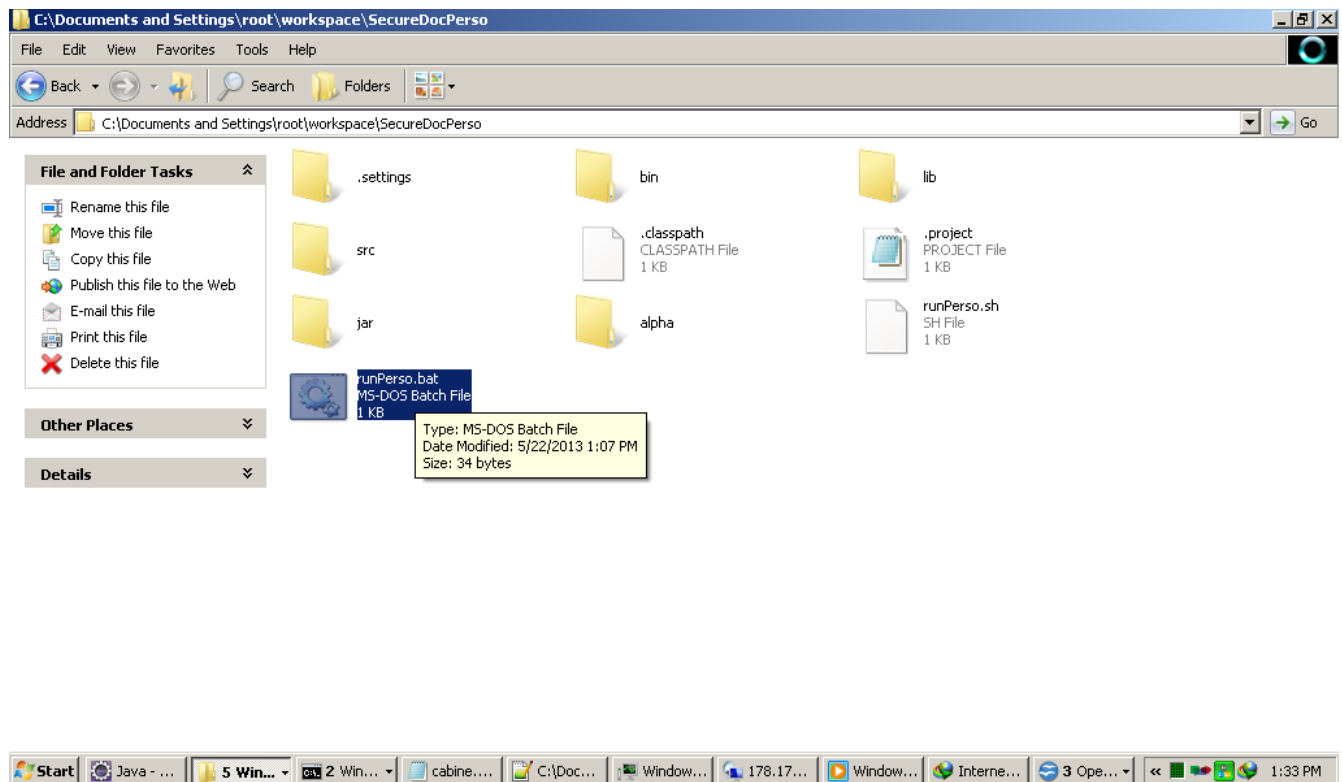 C:\Documents and Settings\root\workspace\SecureDocPerso
File Edit View Favorites Tools Help
Back Search Folders
Address C:\Documents and Settings\root\workspace\SecureDocPerso Go
File and Folder Tasks
Rename this file
Move this file
Copy this file
Publish this file to the Web
E-mail this file
Print this file
Delete this file
Other Places
Details
.settings
bin
lib
src
.classpath
CLASSPATH File
1 KB
.project
PROJECT File
1 KB
jar
alpha
runPerso.sh
SH File
1 KB
runPerso.bat
MS-DOS Batch File
1 KB
Type: MS-DOS Batch File
Date Modified: 5/22/2013 1:07 PM
Size: 34 bytes
Start Java - ... 5 Win... 2 Win... cabine.... C:\Doc... Window... 178.17... Window... Interne... 3 Ope... « 1:33 PM